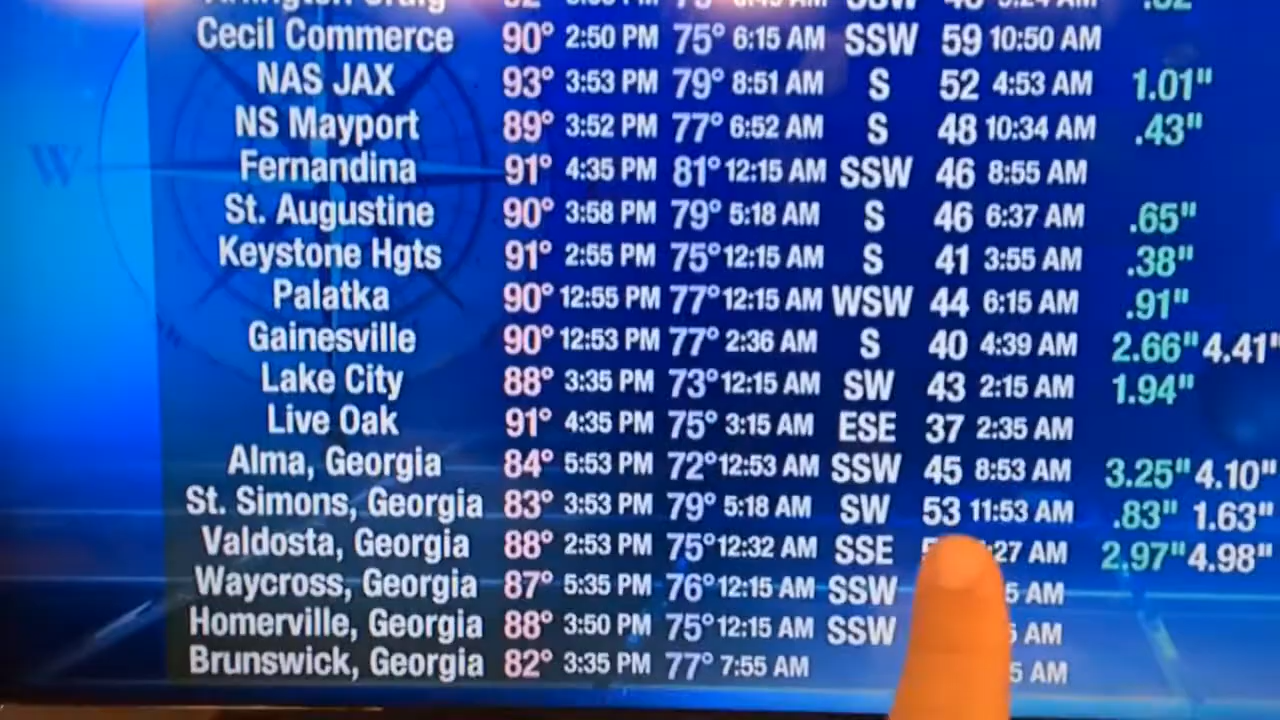 Arlington Craig SSW
Cecil Commerce 90° 2:50 PM 75° 6:15 AM SSW 59 10:50 AM
NAS JAX 93° 3:53 PM 79° 8:51 AM S 52 4:53 AM 1.01"
NS Mayport 89° 3:52 PM 77° 6:52 AM S 48 10:34 AM .43"
Fernandina 91° 4:35 PM 81° 12:15 AM SSW 46 8:55 AM
W
St. Augustine 90° 3:58 PM 79° 5:18 AM S 46 6:37 AM .65"
Keystone Hgts 91° 2:55 PM 75° 12:15 AM S 41 3:55 AM .38"
Palatka 90° 12:55 PM 77° 12:15 AM WSW 44 6:15 AM .91"
Gainesville 90° 12:53 PM 77° 2:36 AM S 40 4:39 AM 2.66" 4.41"
Lake City 88° 3:35 PM 73° 12:15 AM SW 43 2:15 AM 1.94"
Live Oak 91° 4:35 PM 75° 3:15 AM ESE 37 2:35 AM
Alma, Georgia 84° 5:53 PM 72° 12:53 AM SSW 45 8:53 AM 3.25" 4.10"
St. Simons, Georgia 83° 3:53 PM 79° 5:18 AM SW 53 11:53 AM .83" 1.63"
Valdosta, Georgia 88° 2:53 PM 75° 12:32 AM SSE :27 AM 2.97" 4.98"
Waycross, Georgia 87° 5:35 PM 76° 12:15 AM SSW 5 AM
Homerville, Georgia 88° 3:50 PM 75° 12:15 AM SSW 5 AM
Brunswick, Georgia 82° 3:35 PM 77° 7:55 AM 5 AM